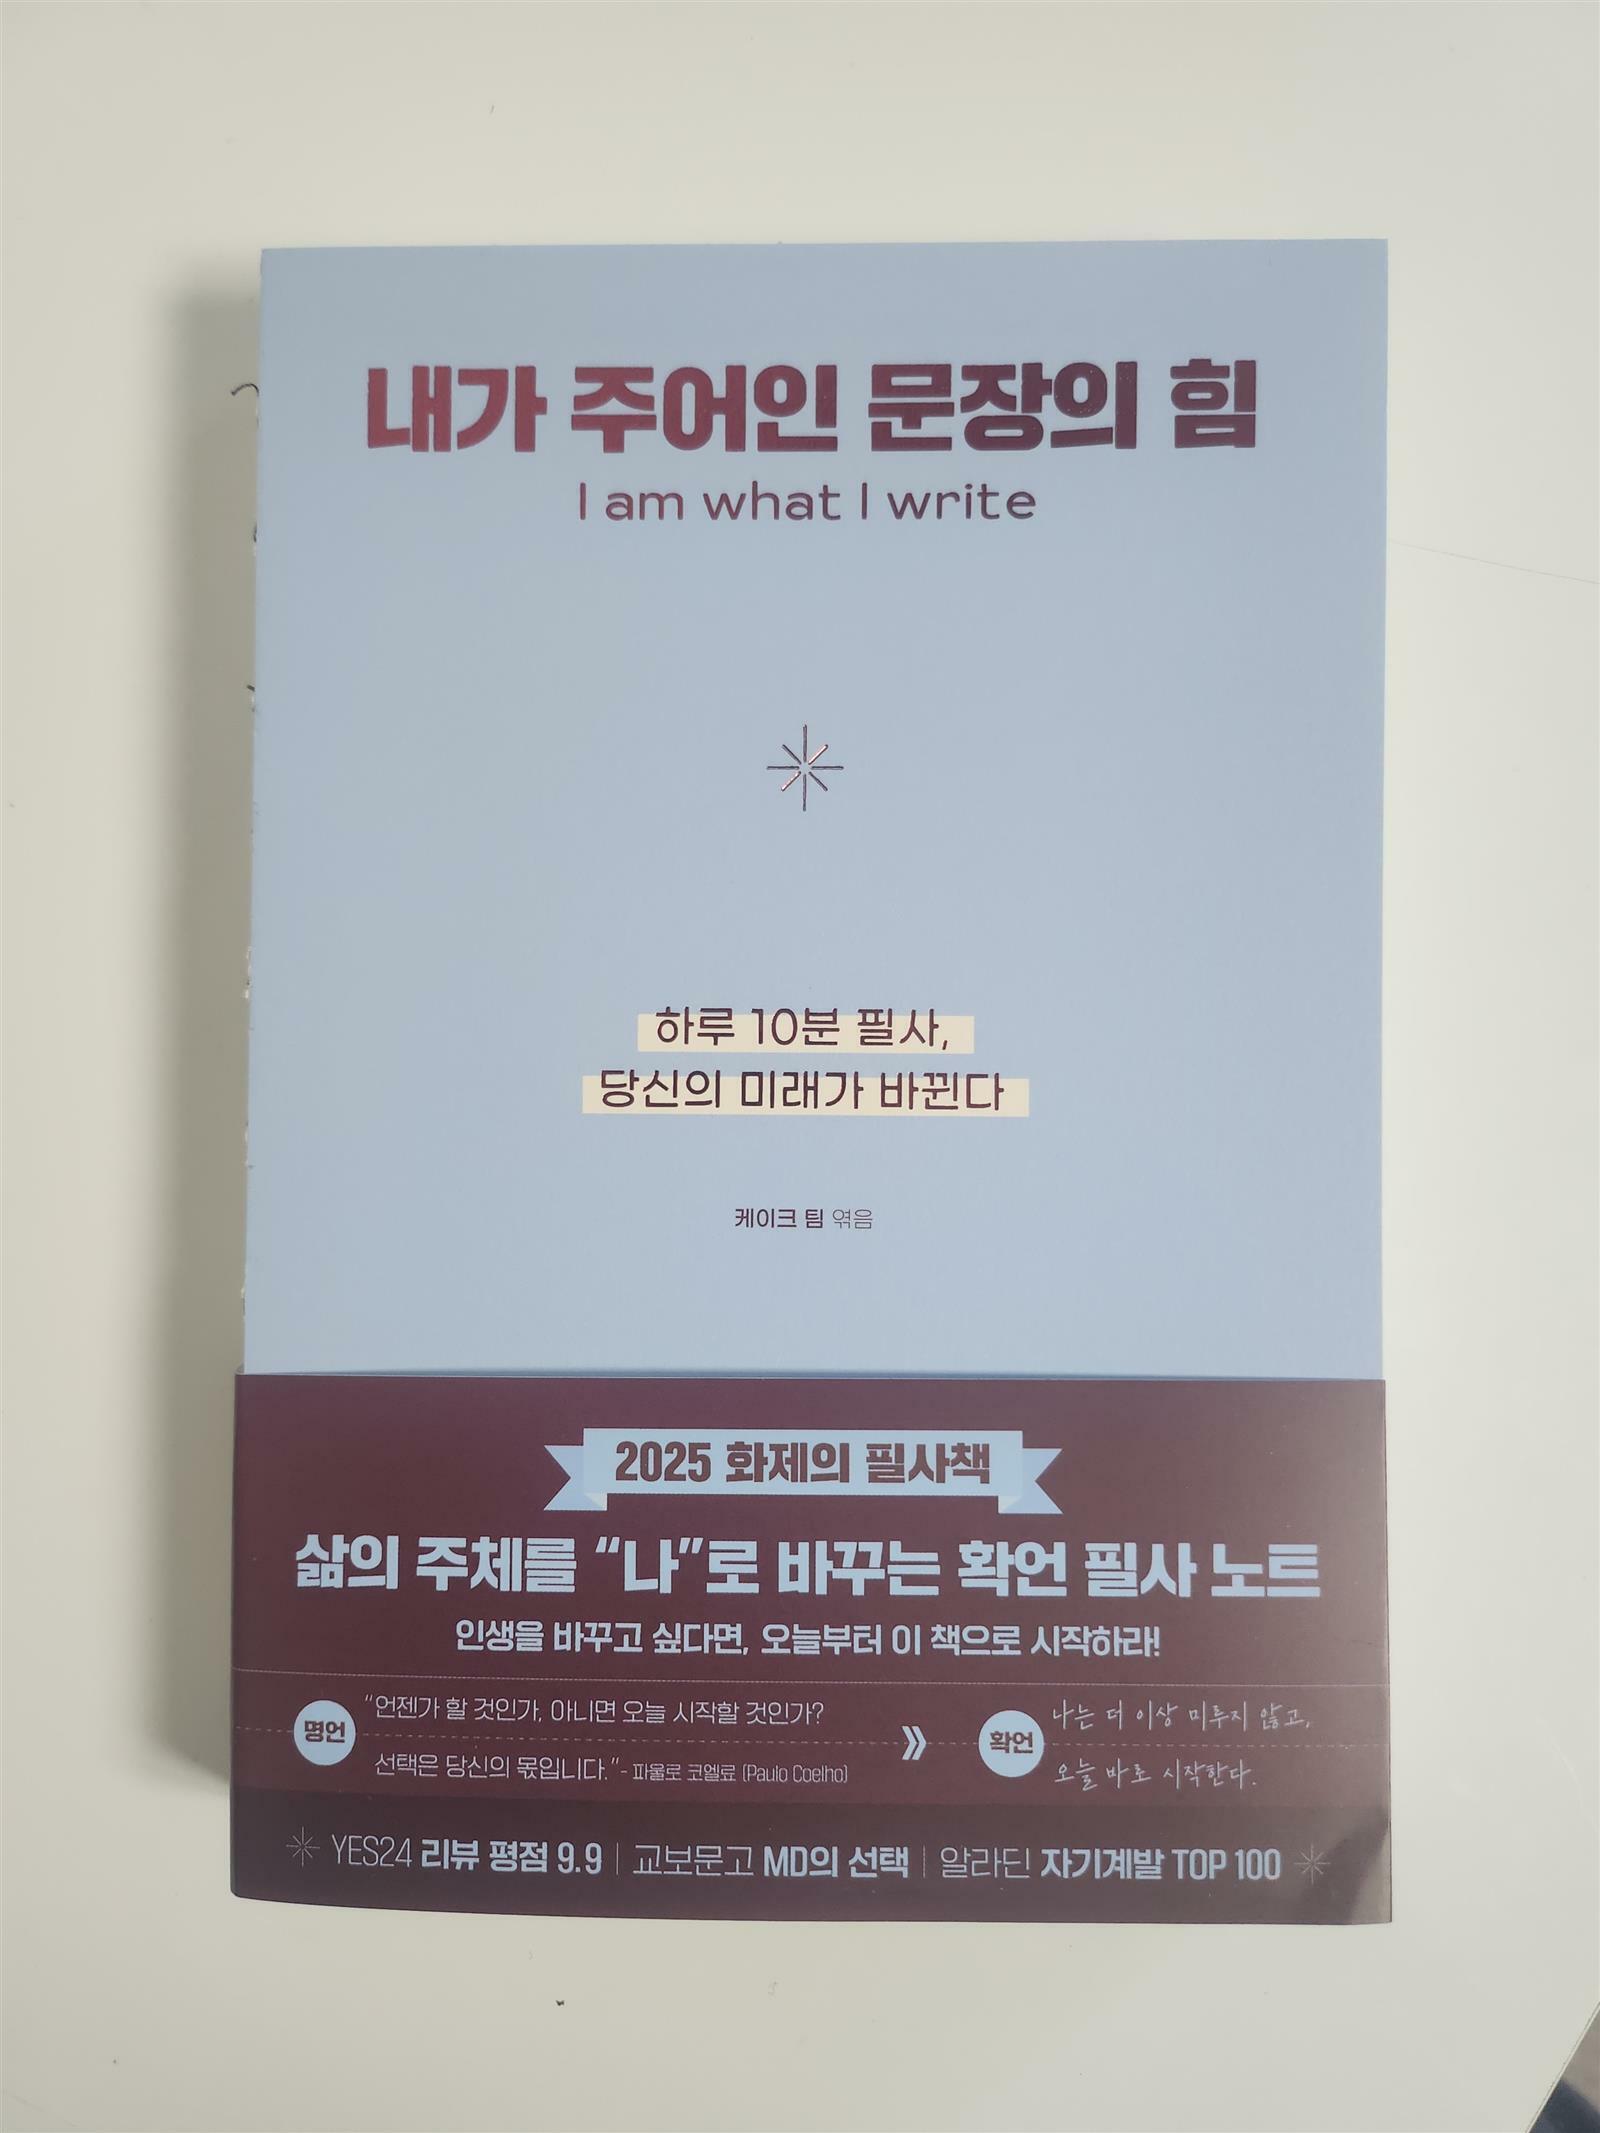 내가 주어인 문장의 힘
I am what I write
하루 10분 필사,
당신의 미래가 바뀐다
케이크 팀 엮음
2025 화제의 필사책
삶의 주체를 “나”로 바꾸는 확언 필사 노트
인생을 바꾸고 싶다면, 오늘부터 이 책으로 시작하라!
명언
“언젠가 할 것인가, 아니면 오늘 시작할 것인가?
선택은 당신의 몫입니다.” - 파울로 코엘료 (Paulo Coelho)
확언
나는 더 이상 미루지 않고,
오늘 바로 시작한다.
YES24 리뷰 평점 9.9 | 교보문고 MD의 선택 | 알라딘 자기계발 TOP 100